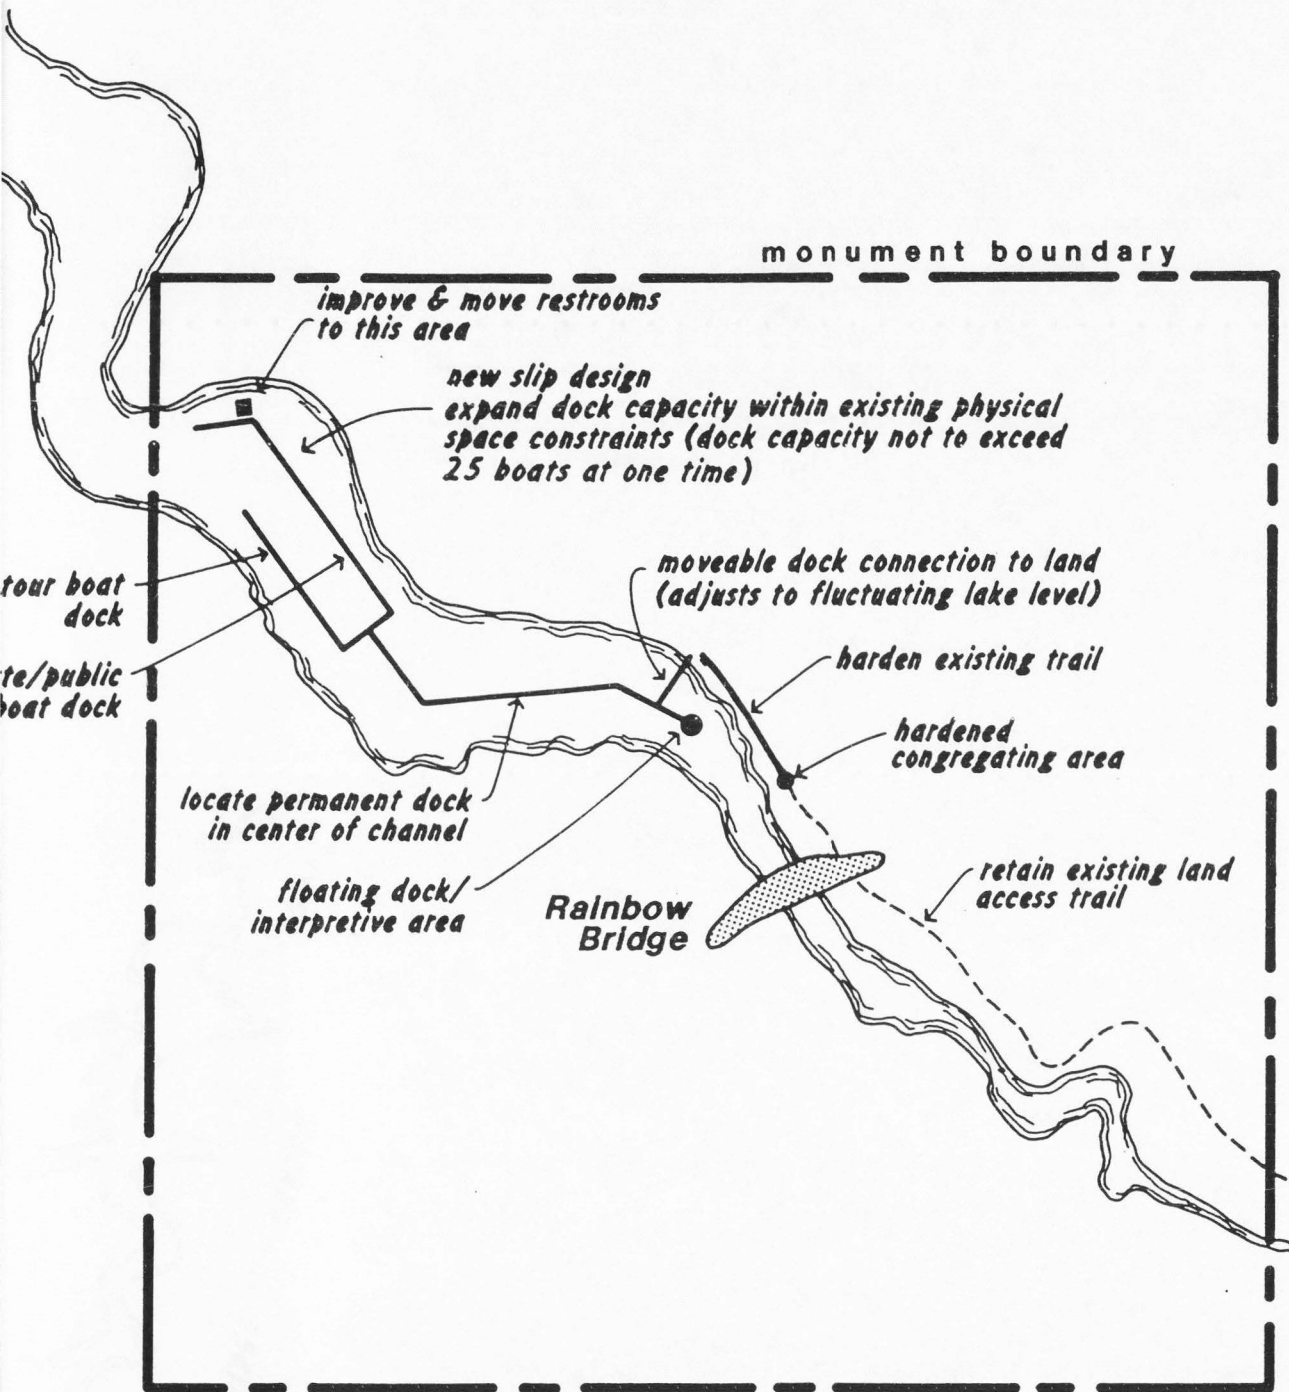 monument boundary
improve & move restrooms
to this area
new slip design
expand dock capacity within existing physical
space constraints (dock capacity not to exceed
25 boats at one time)
tour boat
dock
moveable dock connection to land
(adjusts to fluctuating lake level)
te/public
boat dock
harden existing trail
hardened
congregating area
locate permanent dock
in center of channel
floating dock/
interpretive area
Rainbow
Bridge
retain existing land
access trail